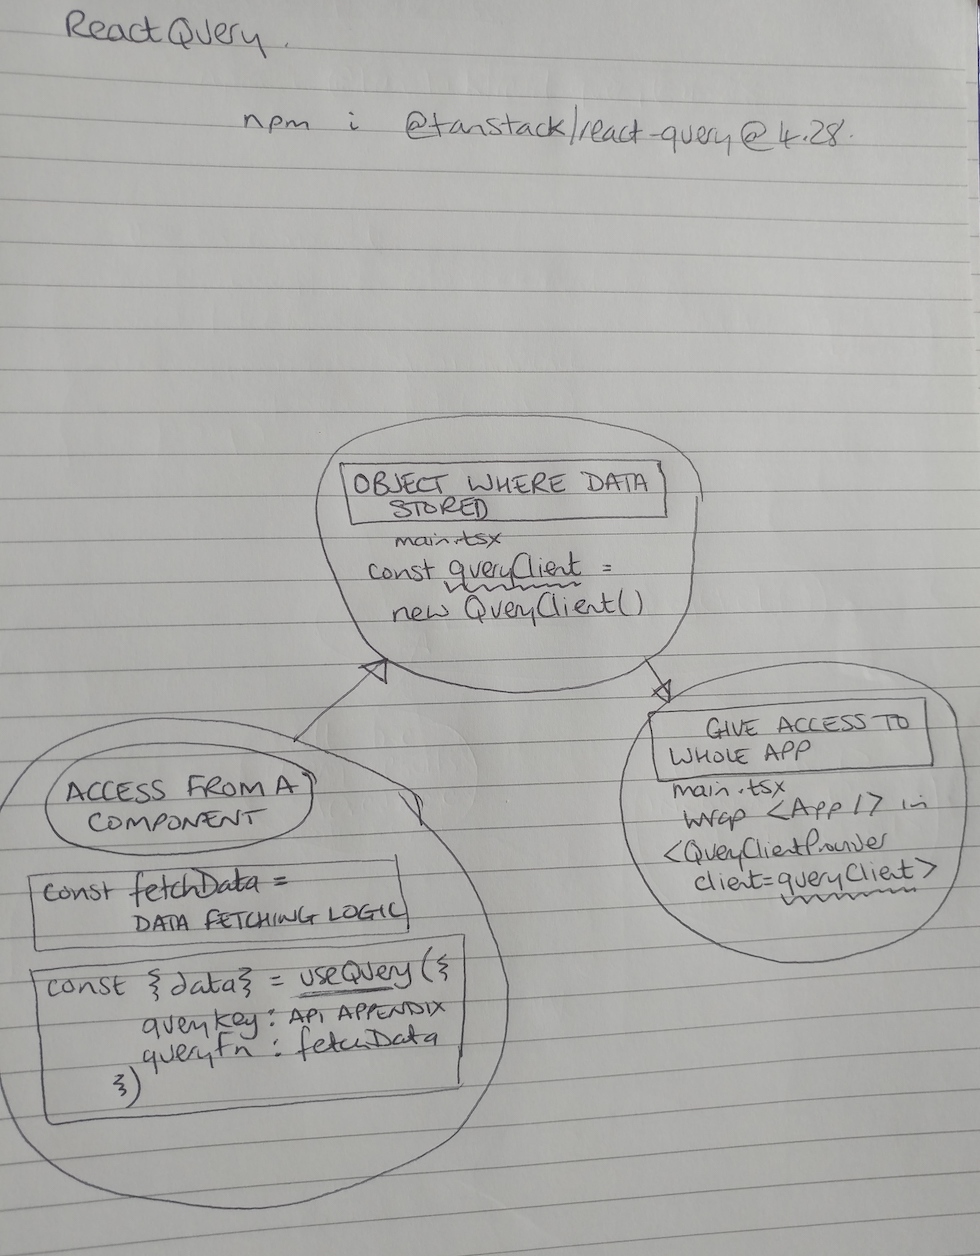 React Query.
npm i @tanstack/react-query@4.28.
OBJECT WHERE DATA
STORED
main.tsx
const queryClient =
new QueryClient()
GIVE ACCESS TO
WHOLE APP
main.tsx
wrap <App /> in
<QueryClientProvider
client=queryClient>
ACCESS FROM A
COMPONENT
const fetchData =
DATA FETCHING LOGIC
const {data} = useQuery({
queryKey: API APPENDIX
queryFn : fetchData
})